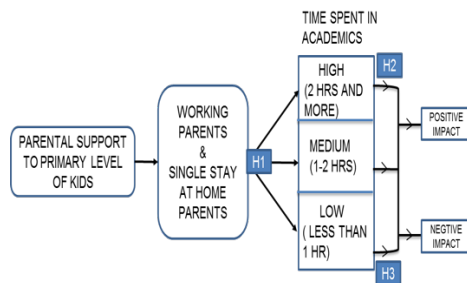 TIME SPENT IN
ACADEMICS
PARENTAL SUPPORT
TO PRIMARY LEVEL
OF KIDS
WORKING
PARENTS
&
SINGLE STAY
AT HOME
PARENTS
H1
HIGH
(2 HRS AND
MORE)
MEDIUM
(1-2 HRS)
LOW
( LESS THAN
1 HR)
H2
H3
POSITIVE
IMPACT
NEGTIVE
IMPACT